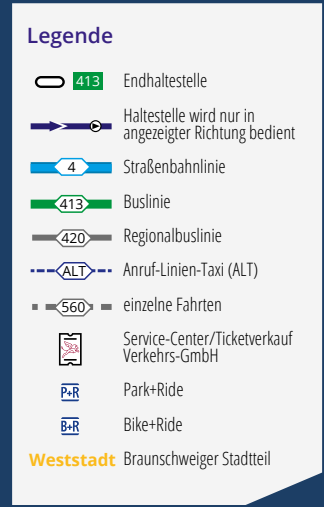 Legende
413 Endhaltestelle
Haltestelle wird nur in
angezeigter Richtung bedient
4 Straßenbahnlinie
413 Buslinie
420 Regionalbuslinie
ALT Anruf-Linien-Taxi (ALT)
560 einzelne Fahrten
Service-Center/Ticketverkauf
Verkehrs-GmbH
P+R Park+Ride
B+R Bike+Ride
Weststadt Braunschweiger Stadtteil